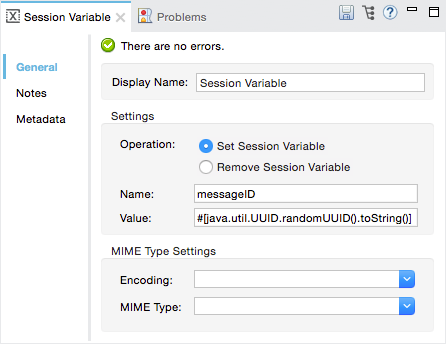 Session Variable
Problems
There are no errors.
General
Notes
Metadata
Display Name: Session Variable
Settings
Operation: Set Session Variable
Remove Session Variable
Name: messageID
Value: #[java.util.UUID.randomUUID().toString()]
MIME Type Settings
Encoding:
MIME Type: